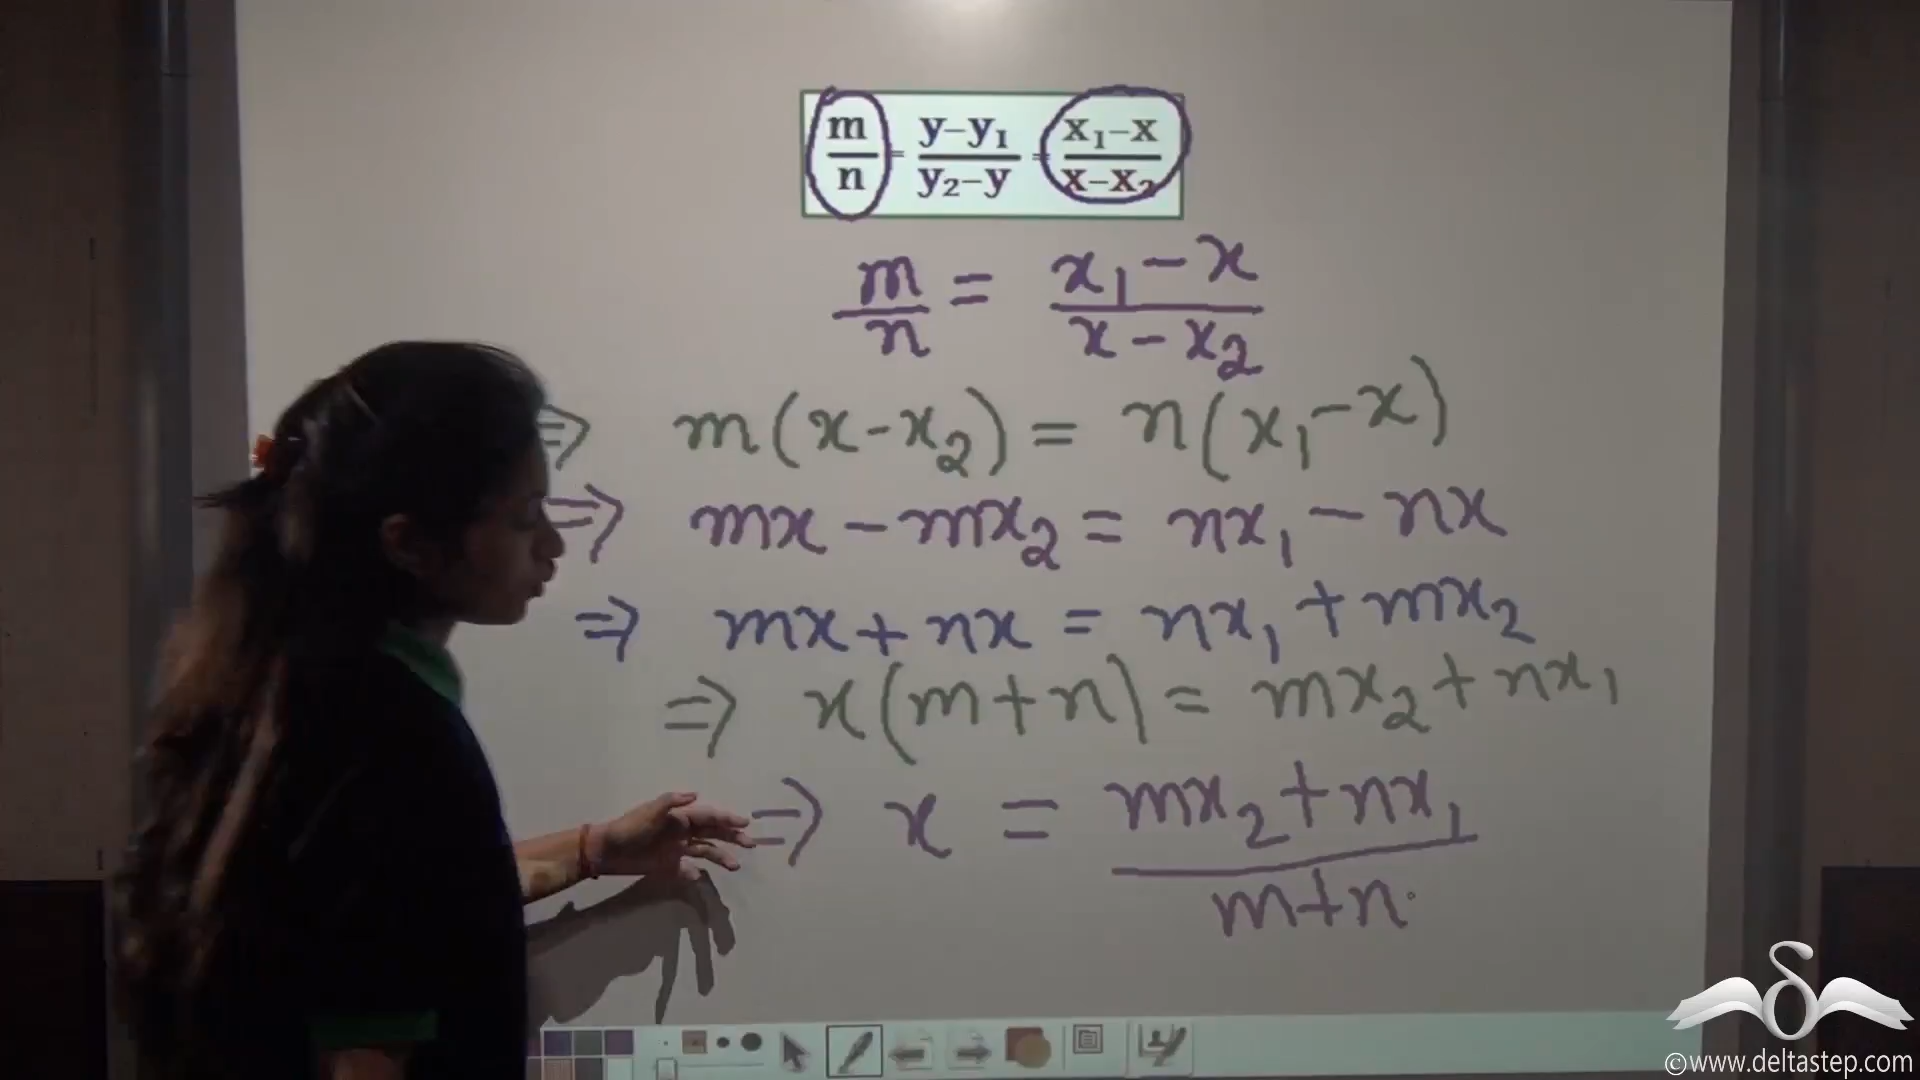 m/n = y−y₁/y₂−y = x₁−x/x−x₂
m/n = x₁ − x/x − x₂
⇒ m(x − x₂) = n(x₁ − x)
⇒ mx − mx₂ = nx₁ − nx
⇒ mx + nx = nx₁ + mx₂
⇒ x(m+n) = mx₂ + nx₁
⇒ x = mx₂ + nx₁/m+n.
©www.deltastep.com